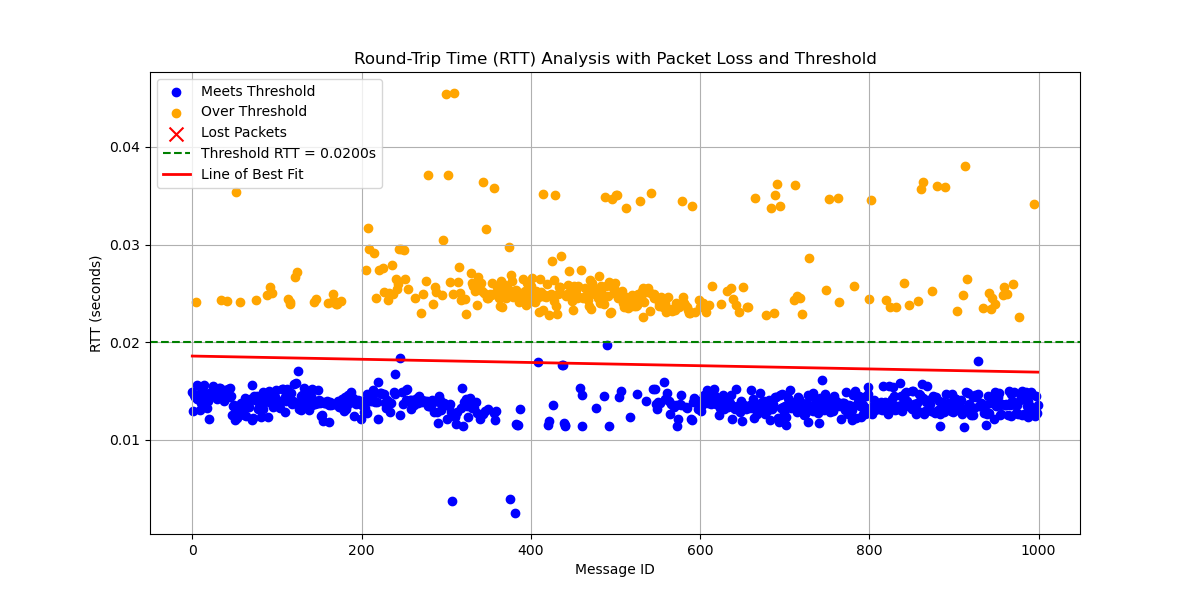 Round-Trip Time (RTT) Analysis with Packet Loss and Threshold
Meets Threshold
Over Threshold
Lost Packets
Threshold RTT = 0.0200s
Line of Best Fit
RTT (seconds)
0.04
0.03
0.02
0.01
0 200 400 600 800 1000
Message ID